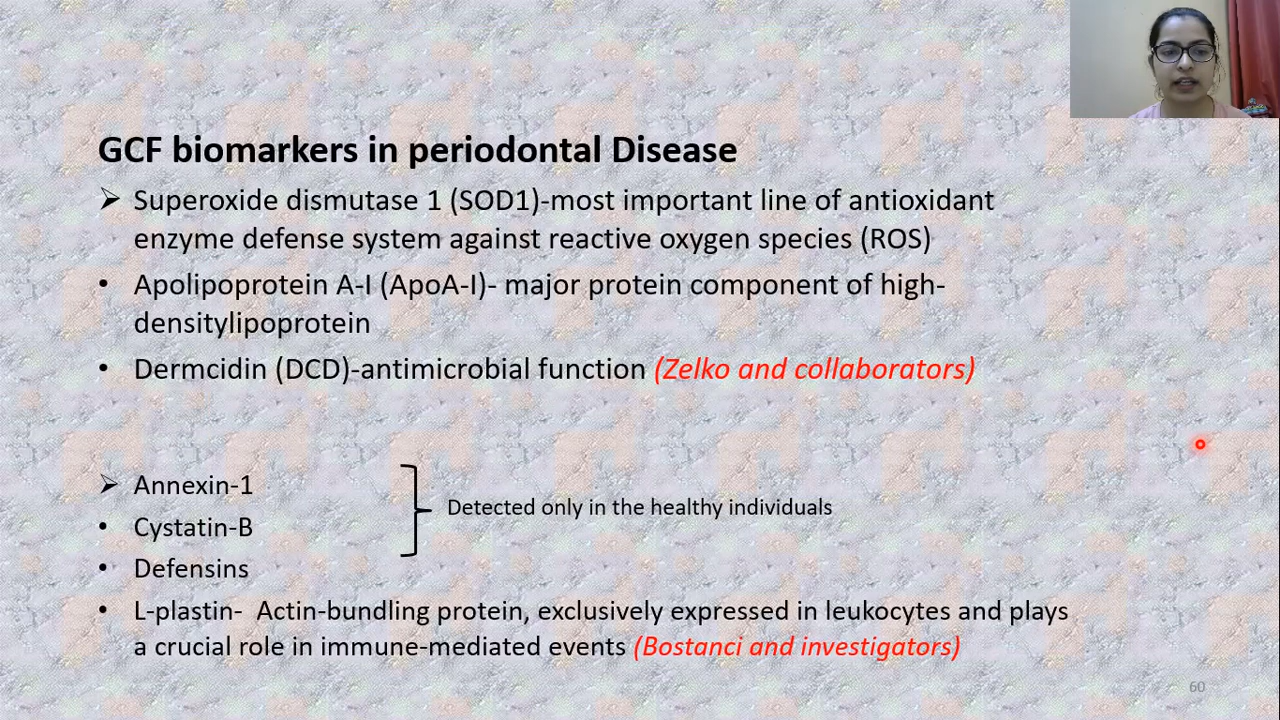 GCF biomarkers in periodontal Disease
➢ Superoxide dismutase 1 (SOD1)-most important line of antioxidant
enzyme defense system against reactive oxygen species (ROS)
• Apolipoprotein A-I (ApoA-I)- major protein component of high-
densitylipoprotein
• Dermcidin (DCD)-antimicrobial function (Zelko and collaborators)
➢ Annexin-1
Detected only in the healthy individuals
• Cystatin-B
• Defensins
• L-plastin- Actin-bundling protein, exclusively expressed in leukocytes and plays
a crucial role in immune-mediated events (Bostanci and investigators)
60